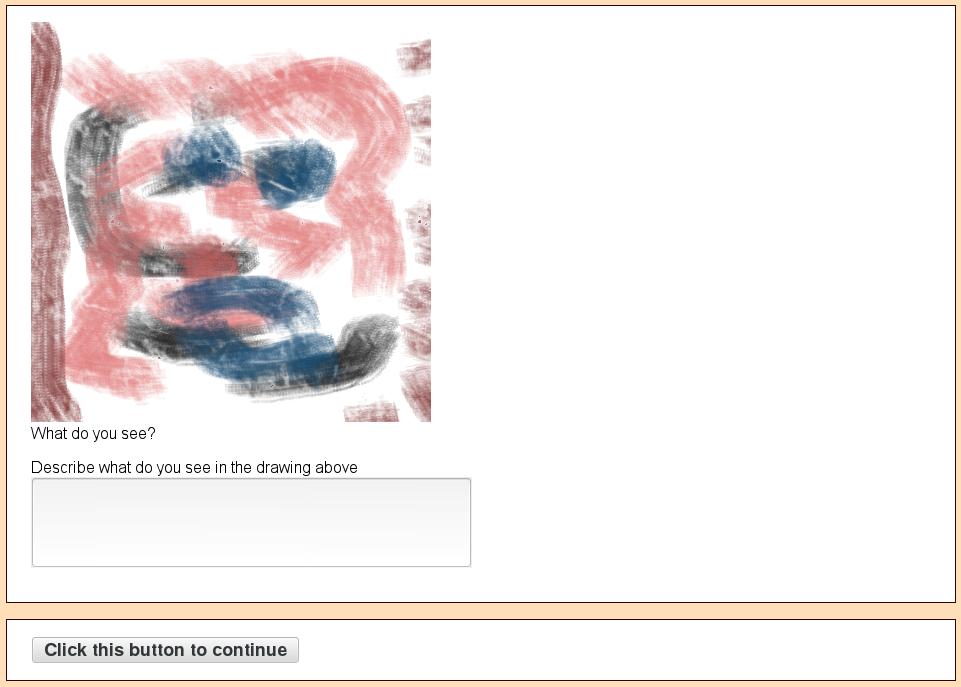 What do you see?
Describe what do you see in the drawing above
Click this button to continue